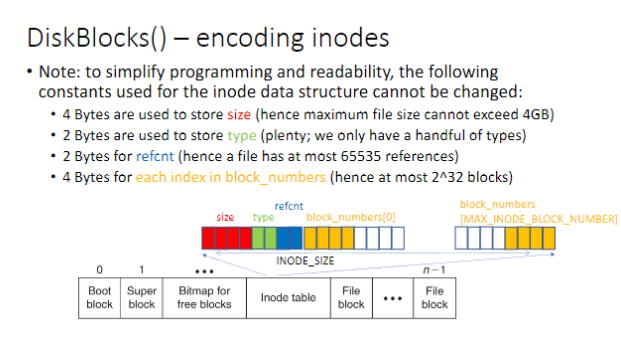 DiskBlocks() – encoding inodes
• Note: to simplify programming and readability, the following
constants used for the inode data structure cannot be changed:
• 4 Bytes are used to store size (hence maximum file size cannot exceed 4GB)
• 2 Bytes are used to store type (plenty; we only have a handful of types)
• 2 Bytes for refcnt (hence a file has at most 65535 references)
• 4 Bytes for each index in block_numbers (hence at most 2^32 blocks)
refcnt
size type block_numbers[0]
block_numbers
[MAX_INODE_BLOCK_NUMBER]
INODE_SIZE
0 1 ••• n − 1
Boot
block
Super
block
Bitmap for
free blocks
Inode table
File
block
•••
File
block